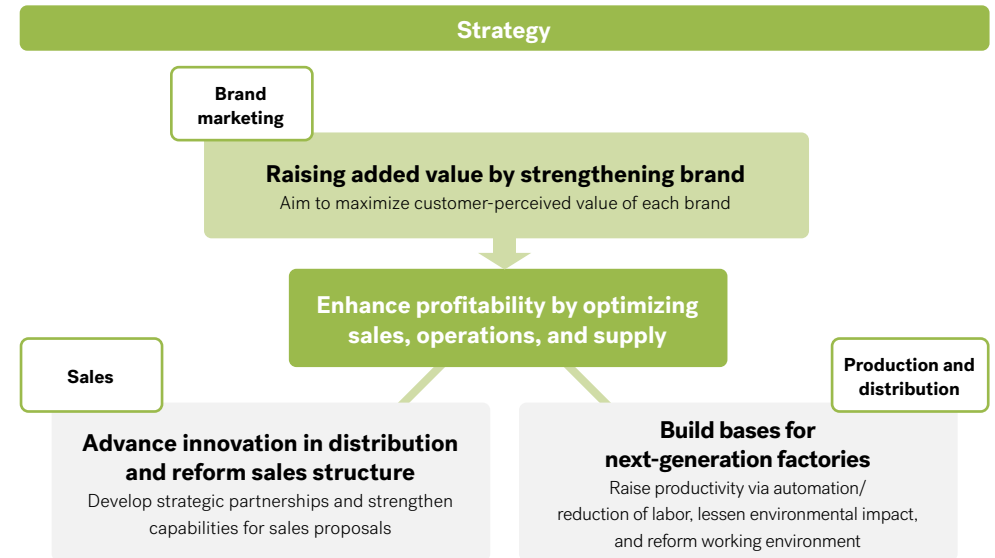 Strategy
Brand
marketing
Raising added value by strengthening brand
Aim to maximize customer-perceived value of each brand
Enhance profitability by optimizing
sales, operations, and supply
Sales
Advance innovation in distribution
and reform sales structure
Develop strategic partnerships and strengthen
capabilities for sales proposals
Production and
distribution
Build bases for
next-generation factories
Raise productivity via automation/
reduction of labor, lessen environmental impact,
and reform working environment